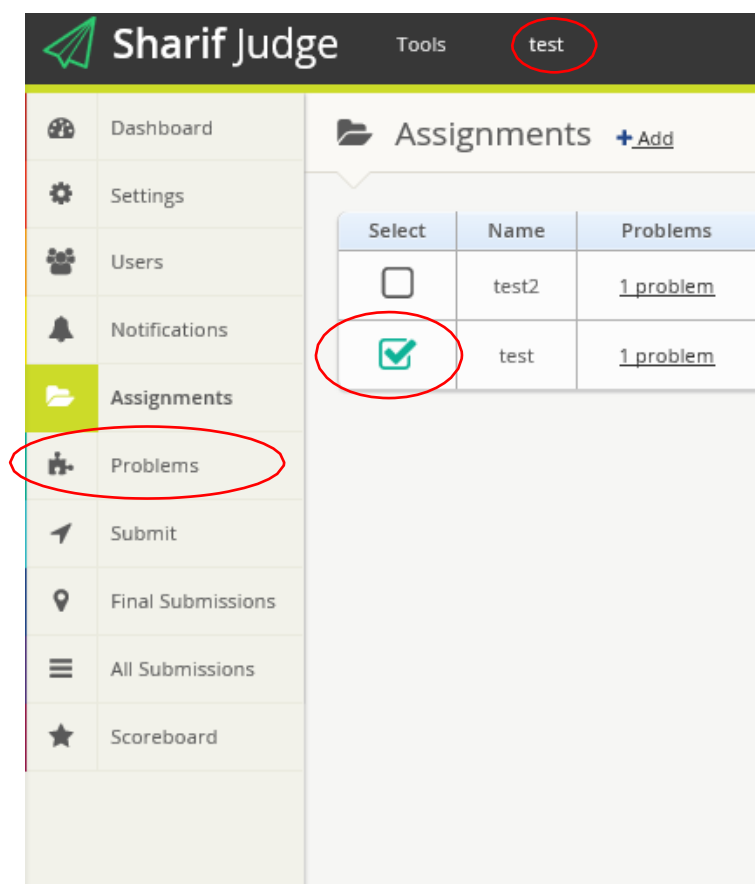 Sharif Judge Tools test
Dashboard
Assignments + Add
Settings
Select Name Problems
Users
test2 1 problem
Notifications
test 1 problem
Assignments
Problems
Submit
Final Submissions
All Submissions
Scoreboard